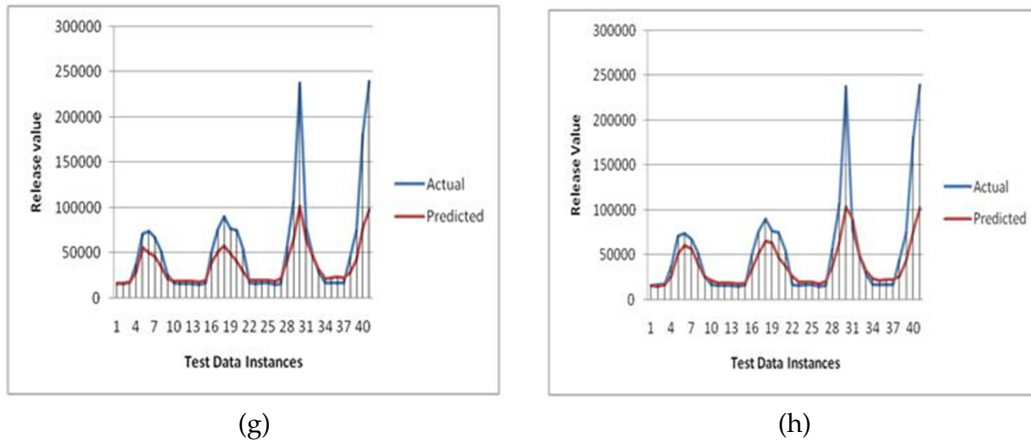 300000
250000
200000
150000
100000
50000
0
Release value
1 4 7 10 13 16 19 22 25 28 31 34 37 40
Test Data Instances
Actual
Predicted
(g)
300000
250000
200000
150000
100000
50000
0
Release Value
1 4 7 10 13 16 19 22 25 28 31 34 37 40
Test Data Instances
Actual
Predicted
(h)